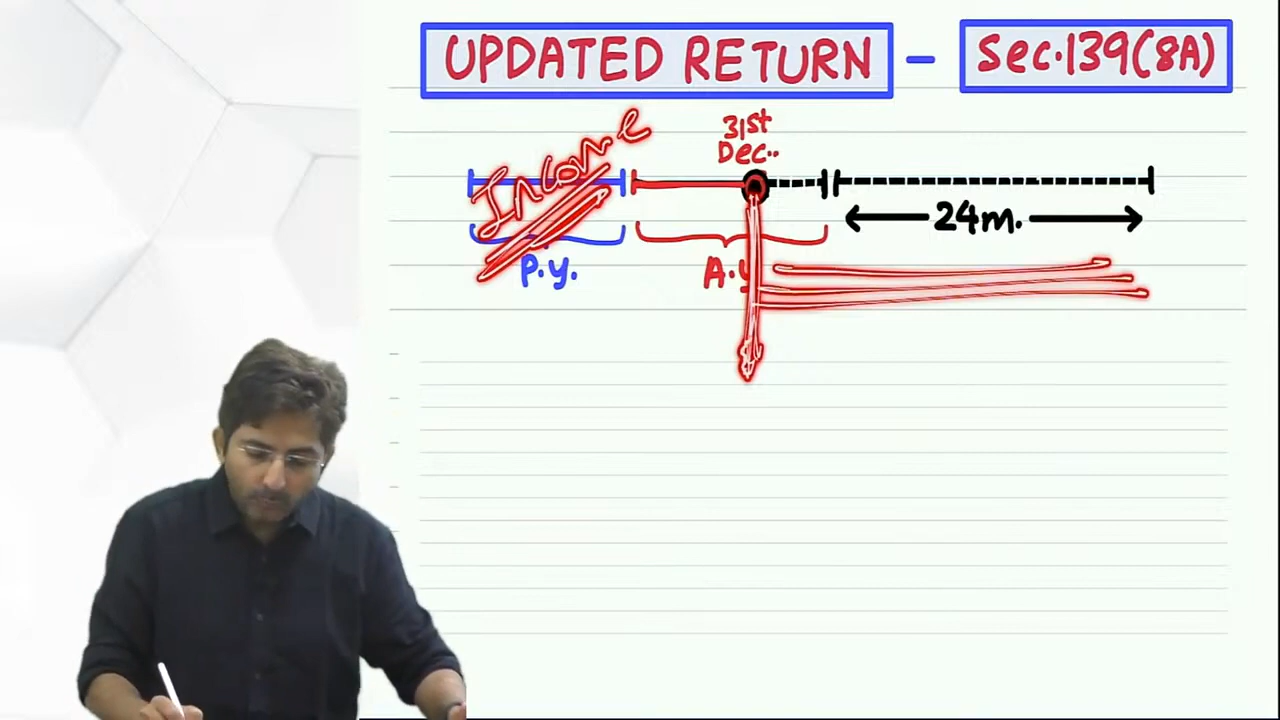 UPDATED RETURN - Sec.139(8A)
31st
Dec..
Income
24m.
P.y. A.y